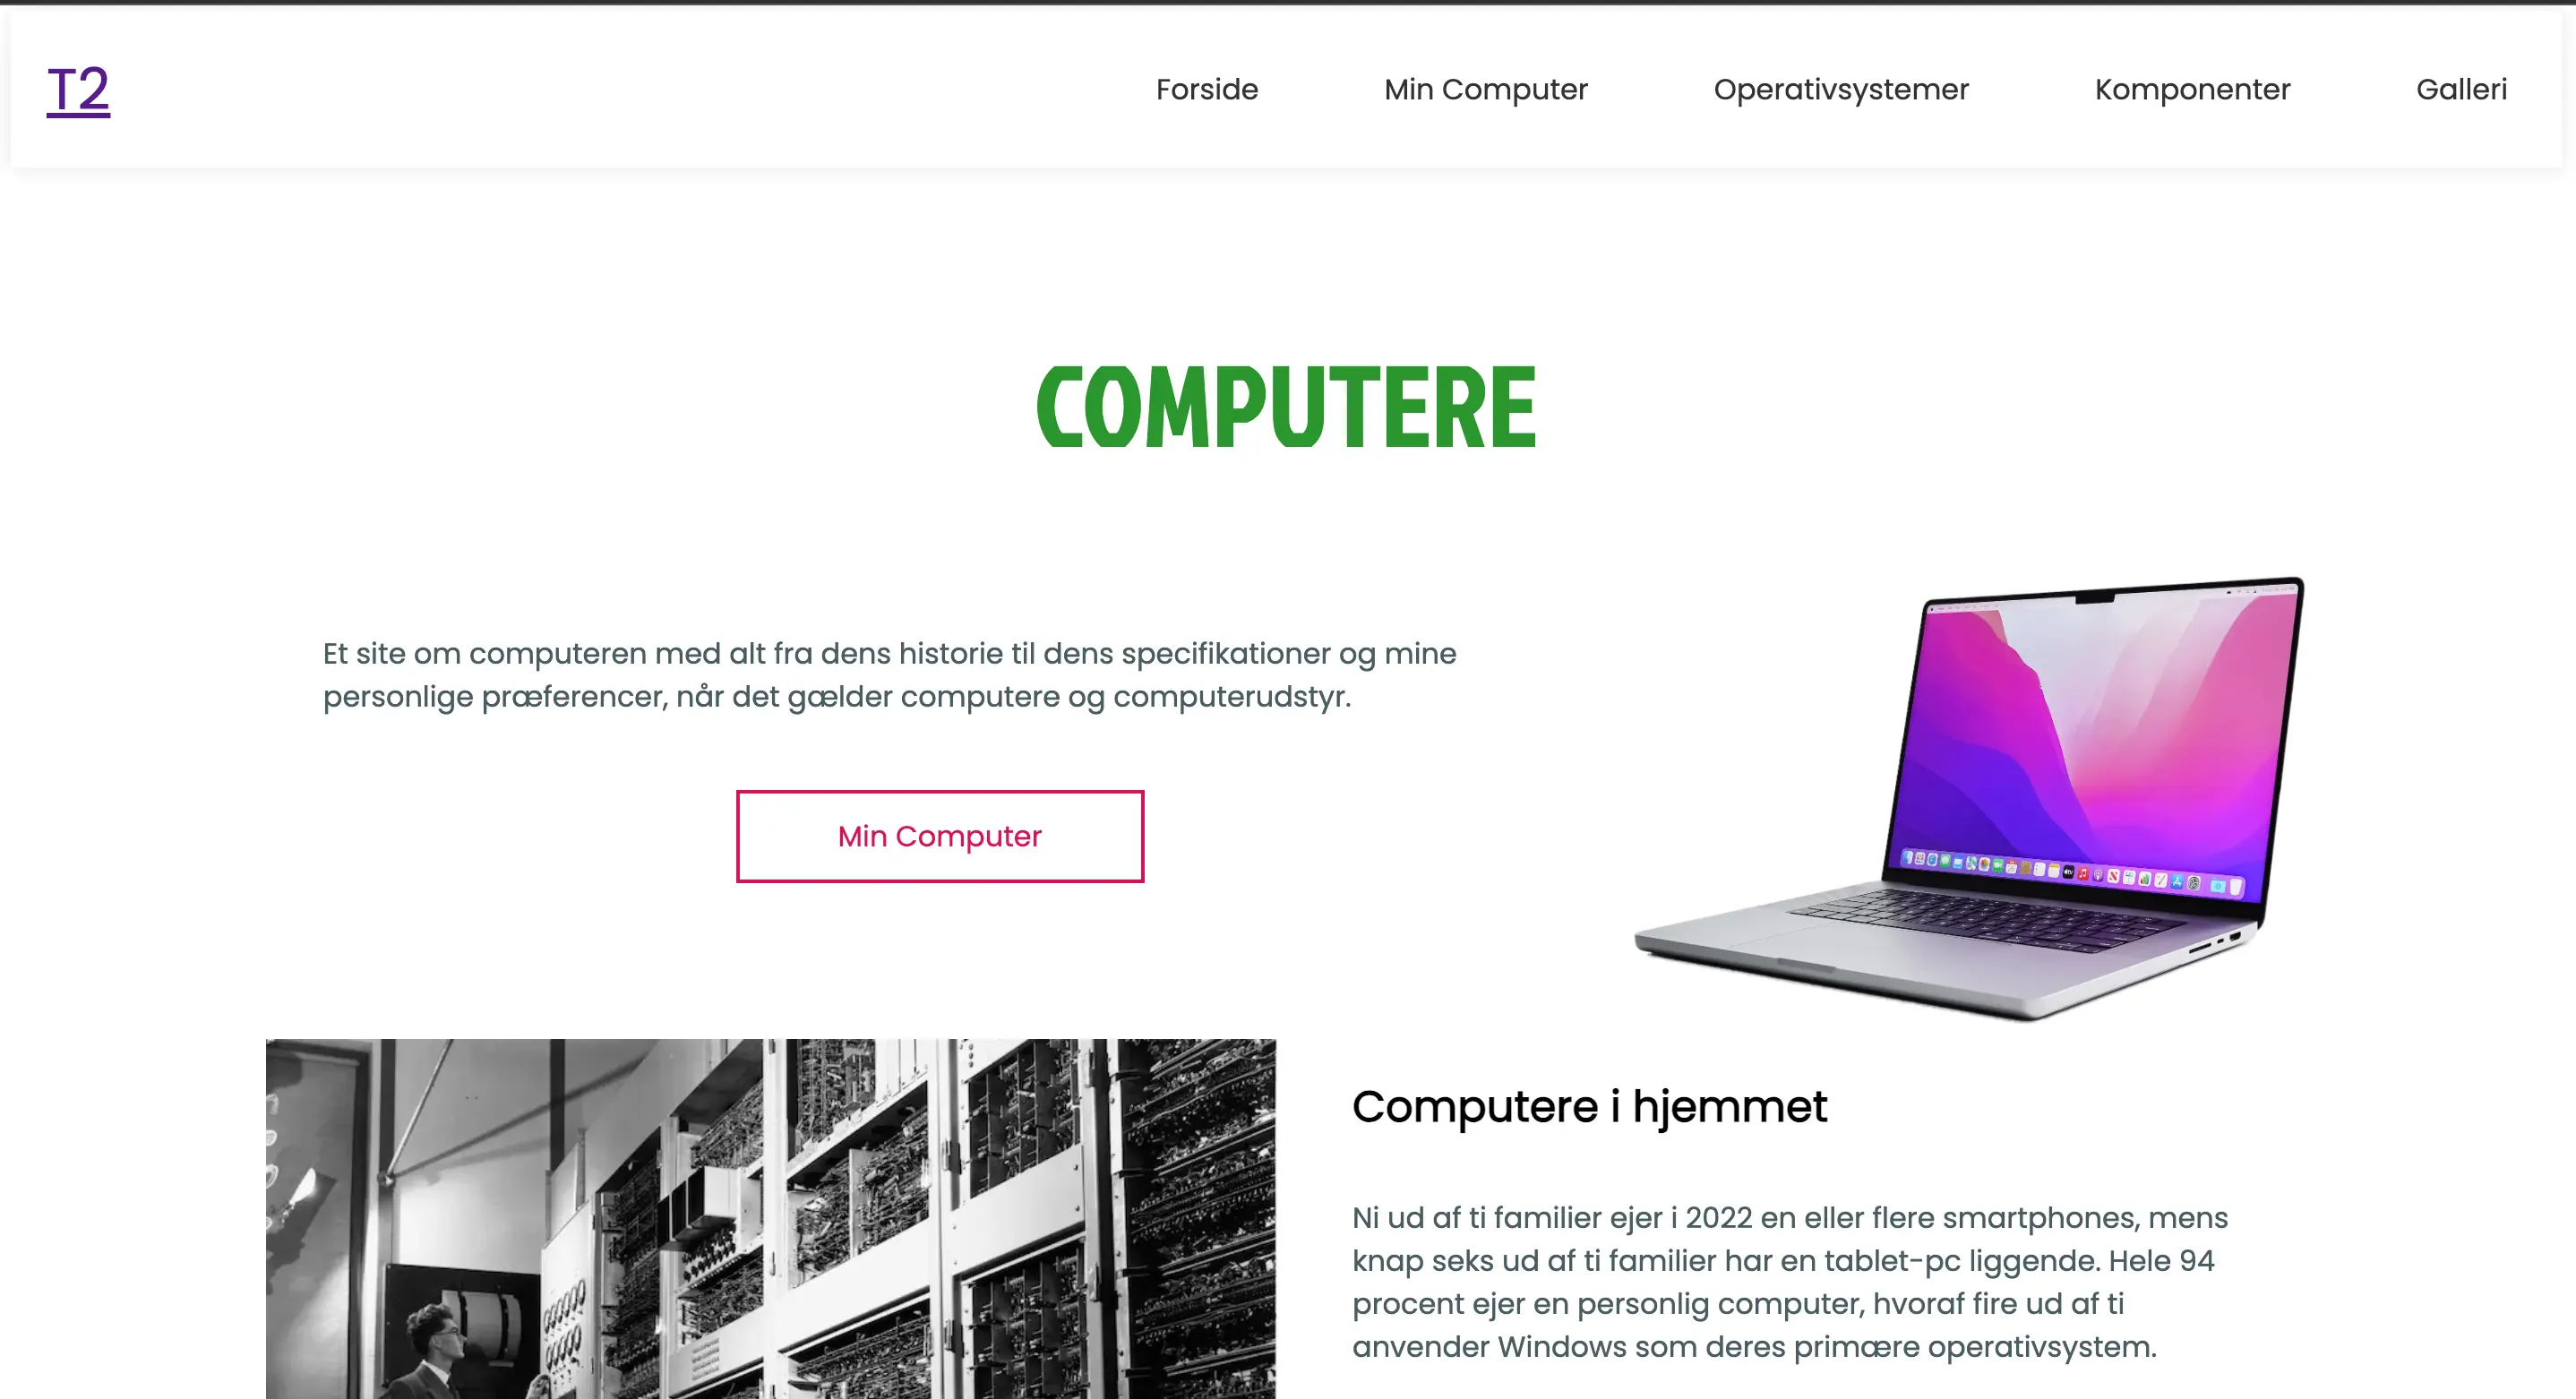 T2
Forside
Min Computer
Operativsystemer
Komponenter
Galleri
COMPUTERE
Et site om computeren med alt fra dens historie til dens specifikationer og mine
personlige præferencer, når det gælder computere og computerudstyr.
Min Computer
Computere i hjemmet
Ni ud af ti familier ejer i 2022 en eller flere smartphones, mens
knap seks ud af ti familier har en tablet-pc liggende. Hele 94
procent ejer en personlig computer, hvoraf fire ud af ti
anvender Windows som deres primære operativsystem.